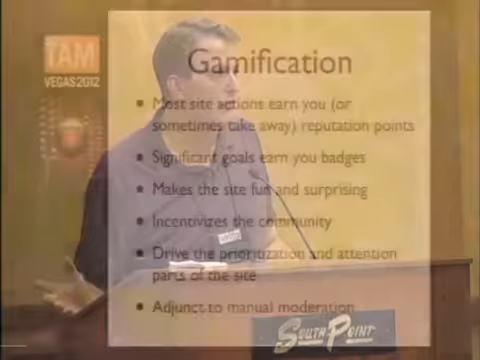 TAM
VEGAS2012
Gamification
Most site actions earn you (or
sometimes take away) reputation points
Significant goals earn you badges
Makes the site fun and surprising
Incentivizes the community
Drive the prioritization and attention
parts of the site
Adjunct to manual moderation
SOUTH POINT